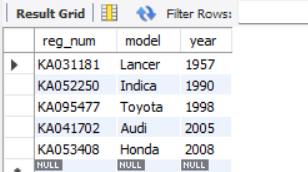 Result Grid Filter Rows:
reg_num model year
KA031181 Lancer 1957
KA052250 Indica 1990
KA095477 Toyota 1998
KA041702 Audi 2005
KA053408 Honda 2008
NULL NULL NULL